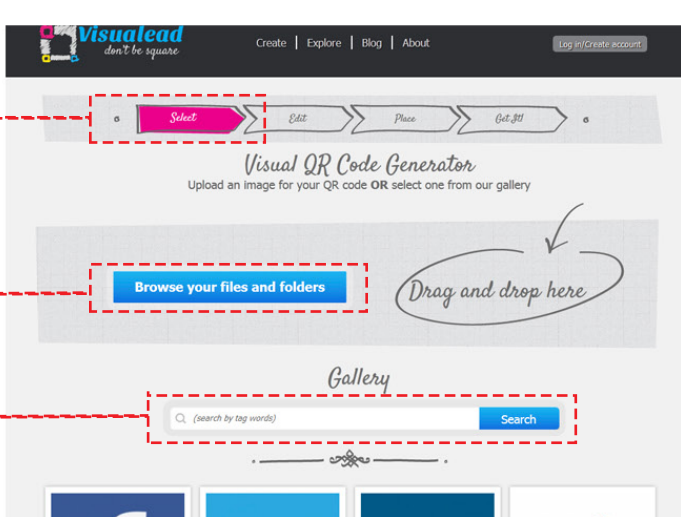 Visualead
don't be square
Create | Explore | Blog | About
Log in/Create account
Select
Edit
Place
Get It!
Visual QR Code Generator
Upload an image for your QR code OR select one from our gallery
Browse your files and folders
Drag and drop here
Gallery
(search by tag words)
Search